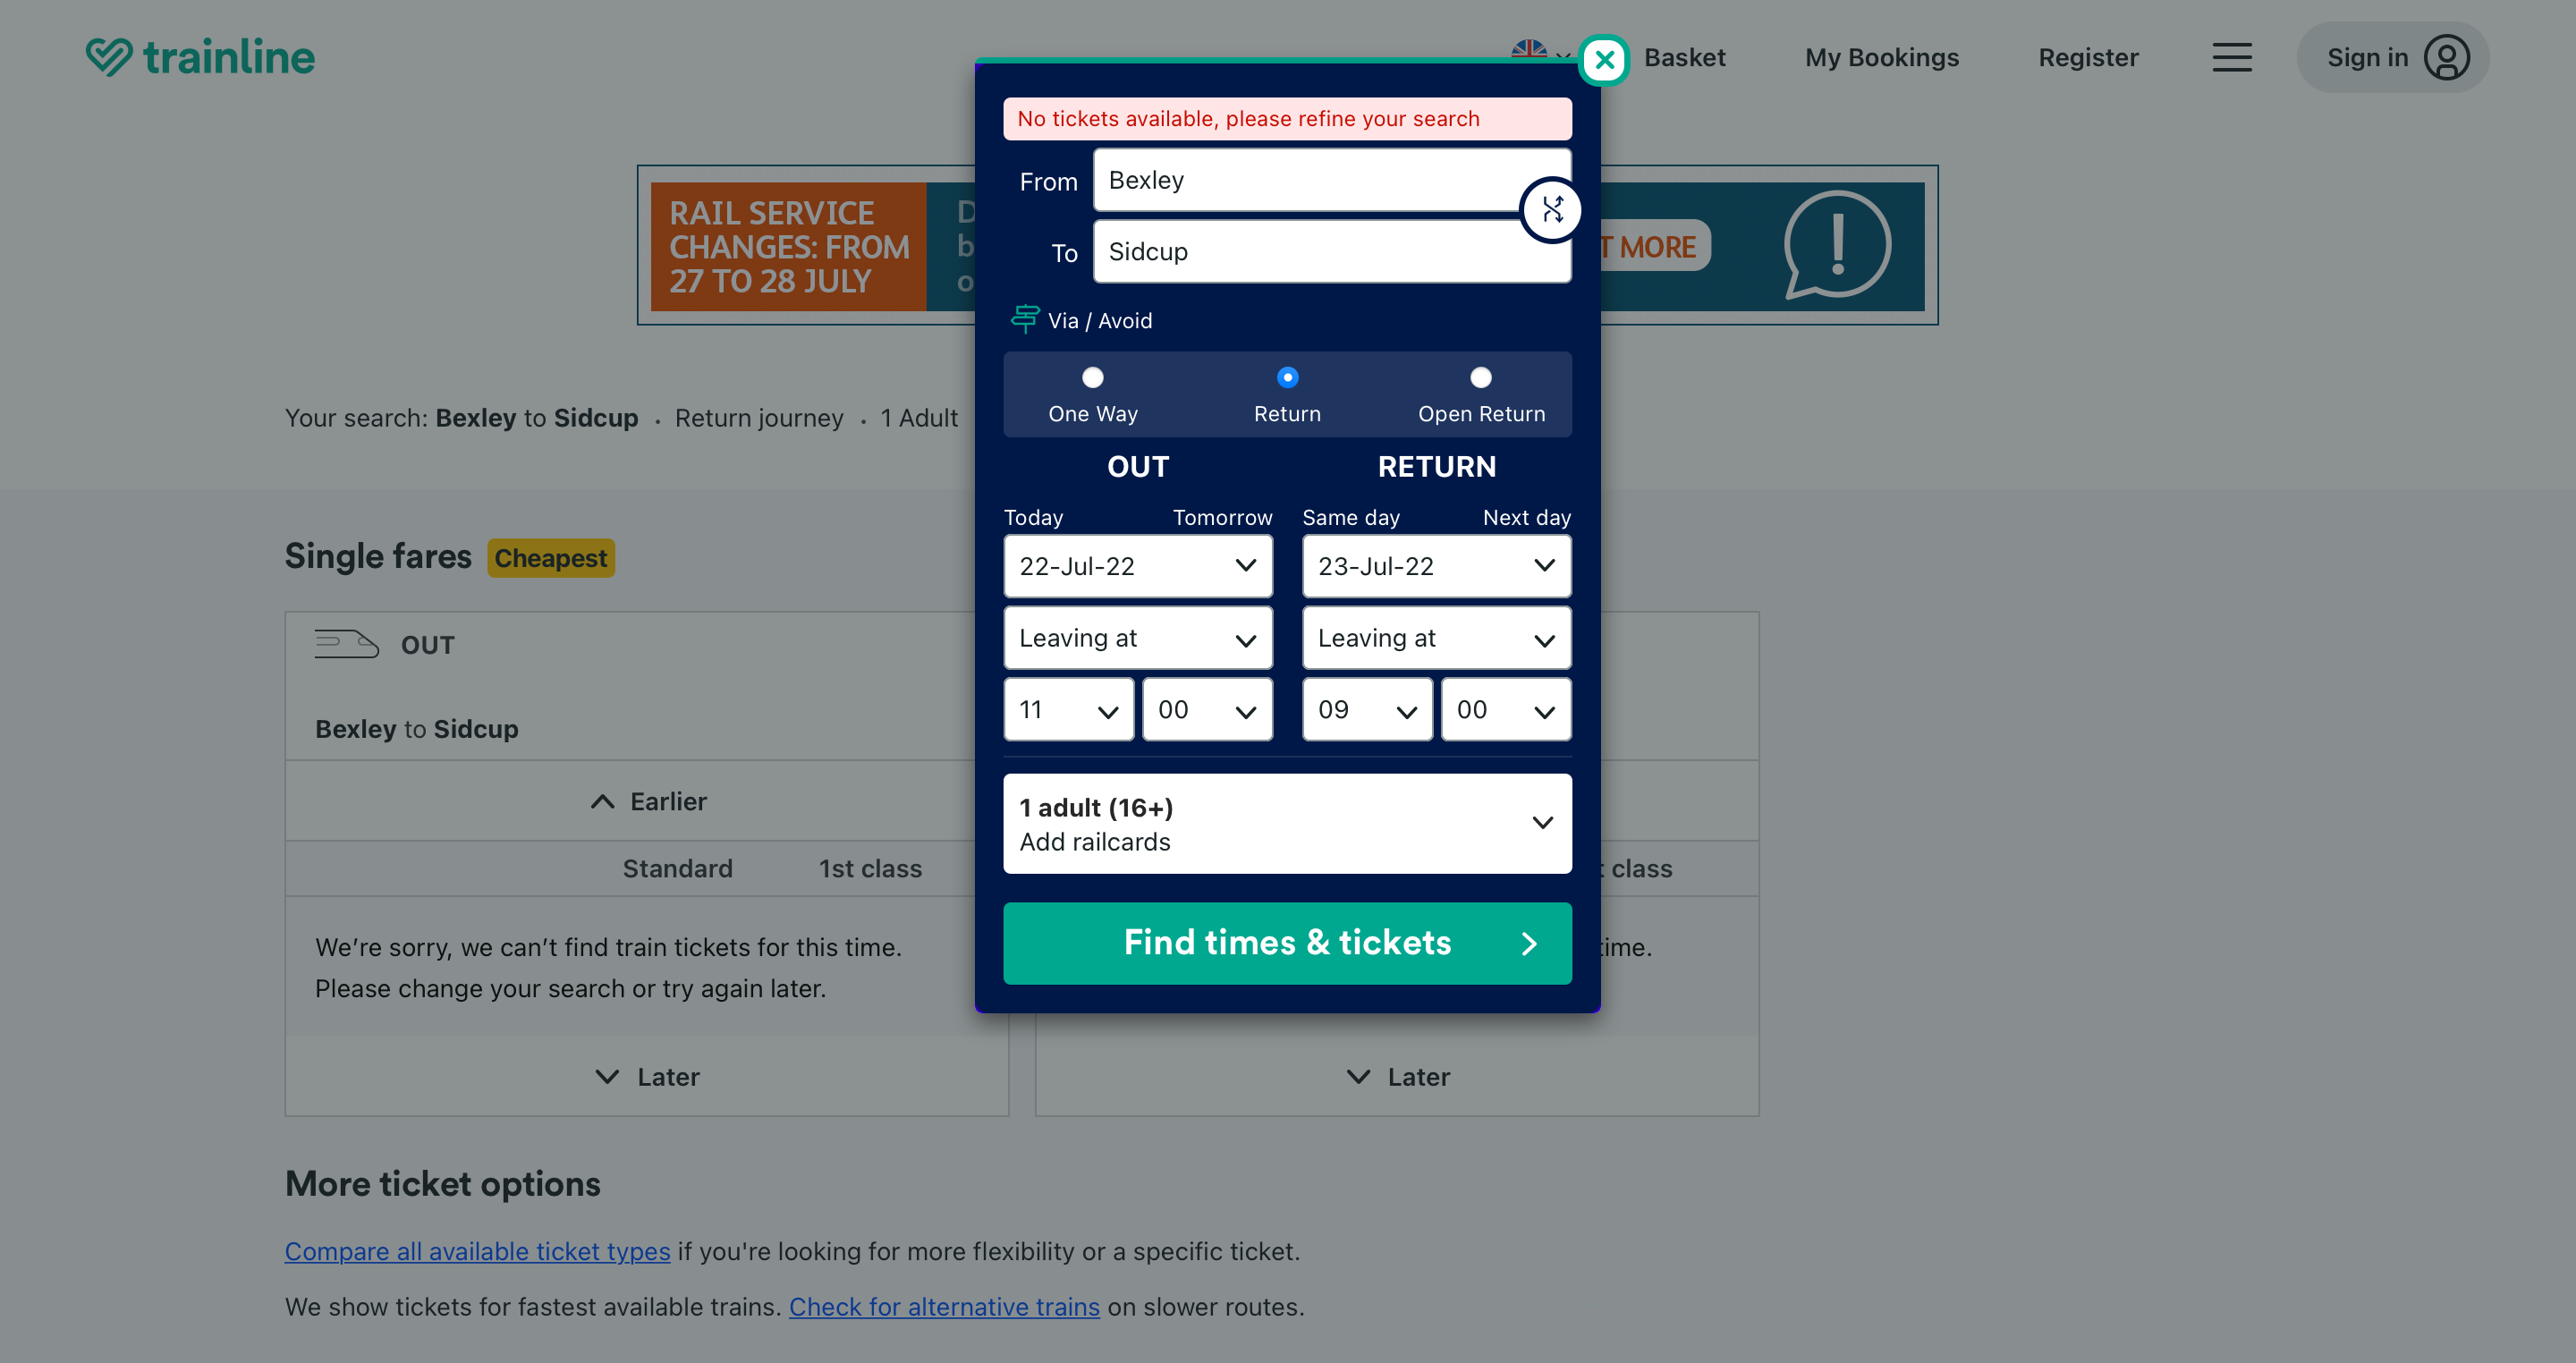 trainline
Basket
My Bookings
Register
Sign in
No tickets available, please refine your search
From
Bexley
To
Sidcup
Via / Avoid
One Way
Return
Open Return
OUT
RETURN
Today
Tomorrow
Same day
Next day
22-Jul-22
23-Jul-22
Leaving at
Leaving at
11
00
09
00
1 adult (16+)
Add railcards
Find times & tickets
RAIL SERVICE
CHANGES: FROM
27 TO 28 JULY
MORE
Your search: Bexley to Sidcup · Return journey · 1 Adult
Single fares Cheapest
OUT
Bexley to Sidcup
Earlier
Standard
1st class
class
We’re sorry, we can’t find train tickets for this time.
Please change your search or try again later.
time.
Later
Later
More ticket options
Compare all available ticket types if you're looking for more flexibility or a specific ticket.
We show tickets for fastest available trains. Check for alternative trains on slower routes.